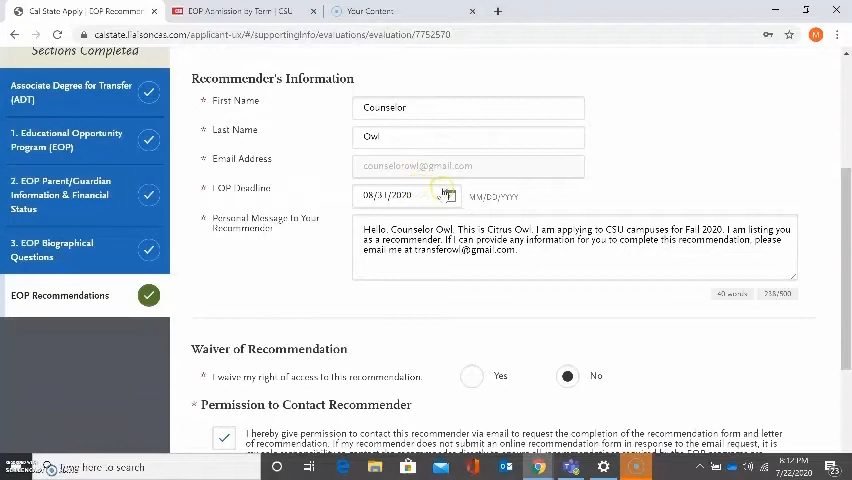 Cal State Apply | EOP Recommer
EOP Admission by Term | CSU
Your Content
calstate.liaisoncas.com/applicant-ux/#/supportingInfo/evaluations/evaluation/7752570
M
Sections Completed
Associate Degree for Transfer
(ADT)
1. Educational Opportunity
Program (EOP)
2. EOP Parent/Guardian
Information & Financial
Status
3. EOP Biographical
Questions
EOP Recommendations
Recommender's Information
* First Name
Counselor
* Last Name
Owl
* Email Address
counselorowl@gmail.com
* EOP Deadline
08/31/2020
MM/DD/YYYY
* Personal Message to Your
Recommender
Hello. Counselor Owl. This is Citrus Owl. I am applying to CSU campuses for Fall 2020. I am listing you
as a recommender. If I can provide any information for you to complete this recommendation, please
email me at transferowl@gmail.com.
40 words
238/500
Waiver of Recommendation
* I waive my right of access to this recommendation.
Yes
No
* Permission to Contact Recommender
I hereby give permission to contact this recommender via email to request the completion of the recommendation form and letter
of recommendation. If my recommender does not submit an online recommendation form in response to the email request, it is
Type here to search
8:12 PM
7/22/2020
23